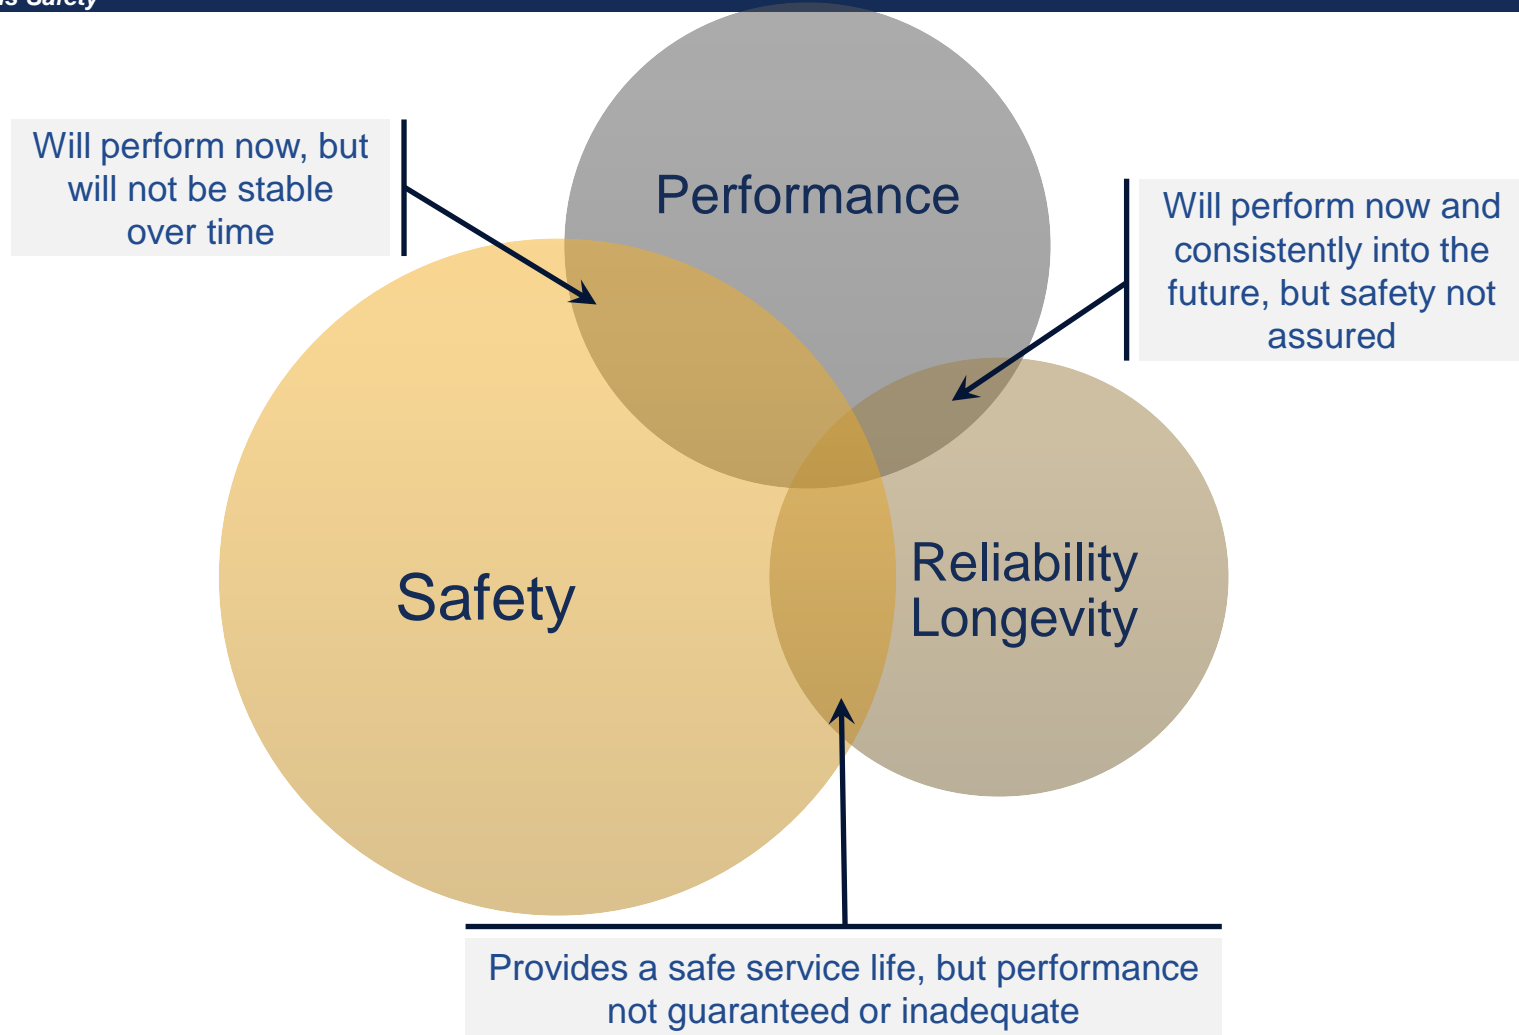 Safety
Will perform now, but
will not be stable
over time
Performance
Will perform now and
consistently into the
future, but safety not
assured
Safety
Reliability
Longevity
Provides a safe service life, but performance
not guaranteed or inadequate